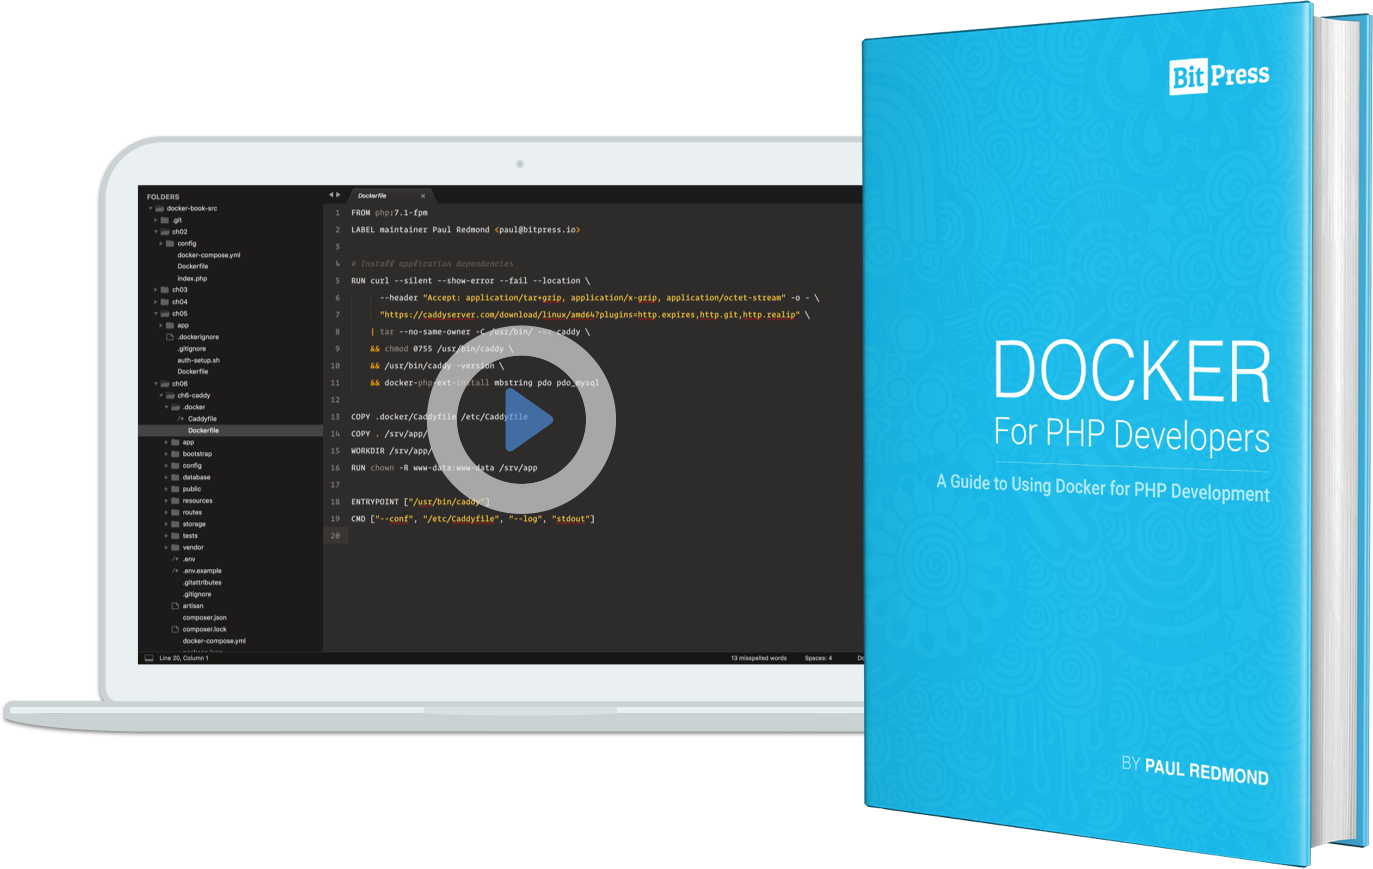 FOLDERS
docker-book-src
.git
ch02
config
docker-compose.yml
Dockerfile
index.php
ch03
ch04
ch05
app
.dockerignore
.gitignore
auth-setup.sh
Dockerfile
ch06
ch6-caddy
.docker
Caddyfile
Dockerfile
app
bootstrap
config
database
public
resources
routes
storage
tests
vendor
.env
.env.example
.gitattributes
.gitignore
artisan
composer.json
composer.lock
docker-compose.yml
Dockerfile
1 FROM php:7.1-fpm
2 LABEL maintainer Paul Redmond <paul@bitpress.io>
3
4 # Install application dependencies
5 RUN curl --silent --show-error --fail --location \
6 --header "Accept: application/tar+gzip, application/x-gzip, application/octet-stream" -o - \
7 "https://caddyserver.com/download/linux/amd64?plugins=http.expires,http.git,http.realip" \
8 | tar --no-same-owner -C /usr/bin/ caddy \
9 && chmod 0755 /usr/bin/caddy \
10 && /usr/bin/caddy -version \
11 && docker-php-ext-install mbstring pdo pdo_mysql
12
13 COPY .docker/Caddyfile /etc/Caddyfile
14 COPY . /srv/app/
15 WORKDIR /srv/app/
16 RUN chown -R www-data:www-data /srv/app
17
18 ENTRYPOINT ["/usr/bin/caddy"]
19 CMD ["--conf", "/etc/Caddyfile", "--log", "stdout"]
20
Line 20, Column 1
13 misspelled words
Spaces: 4
Do
Bit Press
DOCKER
For PHP Developers
A Guide to Using Docker for PHP Development
BY PAUL REDMOND